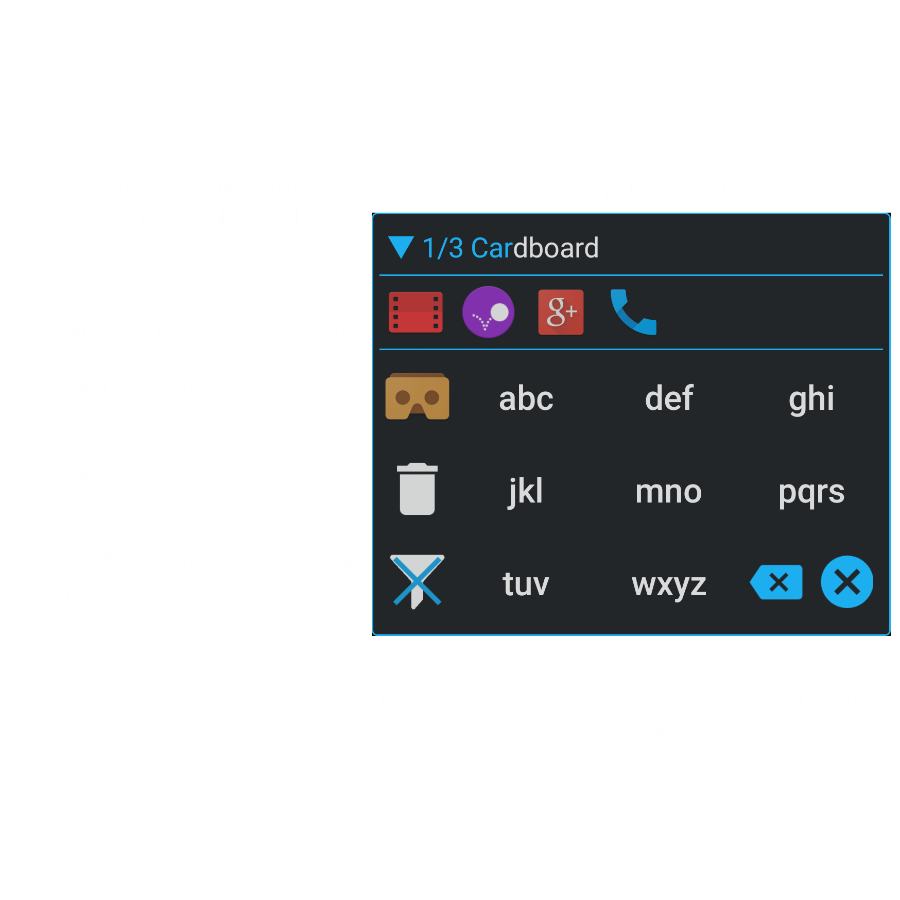 1/3 Cardboard
g+
abc def ghi
jkl mno pqrs
tuv wxyz